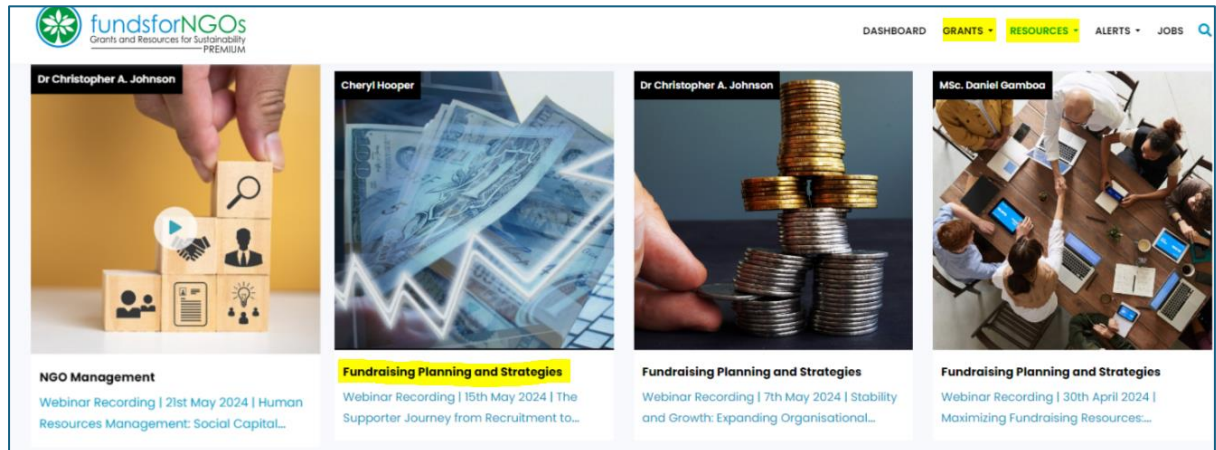 fundsforNGOs
Grants and Resources for Sustainability
PREMIUM
DASHBOARD GRANTS RESOURCES ALERTS JOBS
Dr Christopher A. Johnson
NGO Management
Webinar Recording | 21st May 2024 | Human
Resources Management: Social Capital...
Cheryl Hooper
Fundraising Planning and Strategies
Webinar Recording | 15th May 2024 | The
Supporter Journey from Recruitment to...
Dr Christopher A. Johnson
Fundraising Planning and Strategies
Webinar Recording | 7th May 2024 | Stability
and Growth: Expanding Organisational...
MSc. Daniel Gamboa
Fundraising Planning and Strategies
Webinar Recording | 30th April 2024 |
Maximizing Fundraising Resources:...